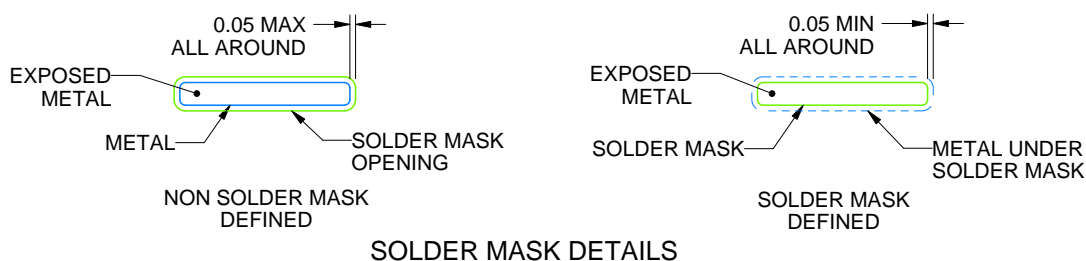 0.05 MAX
ALL AROUND
EXPOSED
METAL
METAL
SOLDER MASK
OPENING
NON SOLDER MASK
DEFINED
0.05 MIN
ALL AROUND
EXPOSED
METAL
SOLDER MASK
METAL UNDER
SOLDER MASK
SOLDER MASK
DEFINED
SOLDER MASK DETAILS